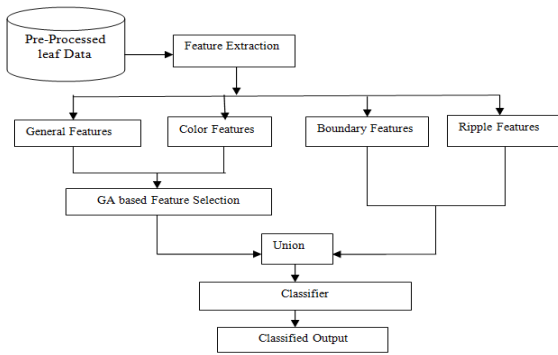 Pre-Processed
leaf Data
Feature Extraction
General Features
Color Features
Boundary Features
Ripple Features
GA based Feature Selection
Union
Classifier
Classified Output